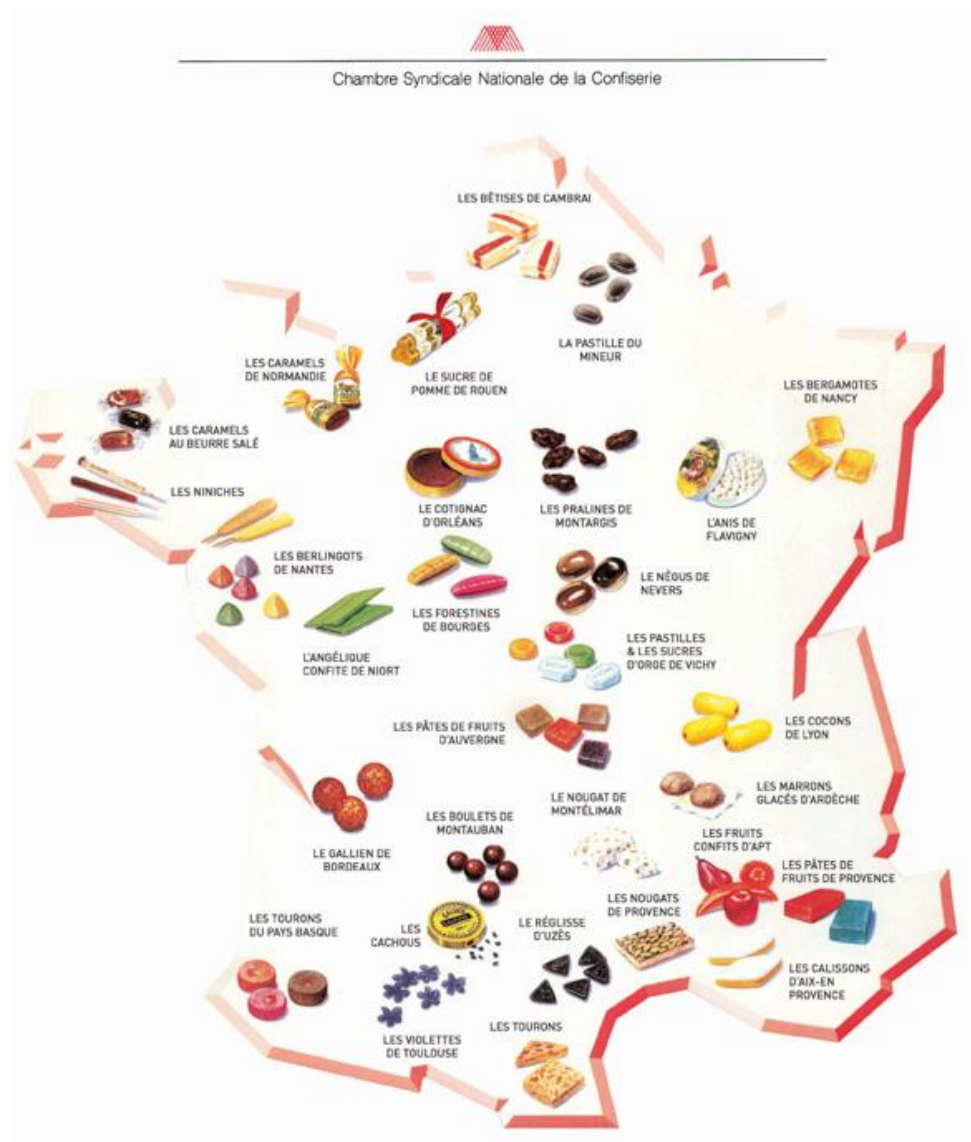 Chambre Syndicale Nationale de la Confiserie
LES BÊTISES DE CAMBRAI
LA PASTILLE DU
MINEUR
LES CARAMELS
DE NORMANDIE
LE SUCRE DE
POMME DE ROUEN
LES BERGAMOTES
DE NANCY
LES CARAMELS
AU BEURRE SALÉ
LES NINICHES
LE COTIGNAC
D'ORLÉANS
LES PRALINES DE
MONTARGIS
L'ANIS DE
FLAVIGNY
LES BERLINGOTS
DE NANTES
LE NÉGUS DE
NEVERS
LES FORESTINES
DE BOURGES
L'ANGÉLIQUE
CONFITE DE NIORT
LES PASTILLES
& LES SUCRES
D'ORGE DE VICHY
LES PÂTES DE FRUITS
D'AUVERGNE
LES COCONS
DE LYON
LES MARRONS
GLACÉS D'ARDÈCHE
LE NOUGAT DE
MONTÉLIMAR
LES BOULETS DE
MONTAUBAN
LE GALLIEN DE
BORDEAUX
LES FRUITS
CONFITS D'APT
LES PÂTES DE
FRUITS DE PROVENCE
LES NOUGATS
DE PROVENCE
LES TOURONS
DU PAYS BASQUE
LES
CACHOUS
LE RÉGLISSE
D'UZÈS
LES CALISSONS
D'AIX-EN
PROVENCE
LES VIOLETTES
DE TOULOUSE
LES TOURONS